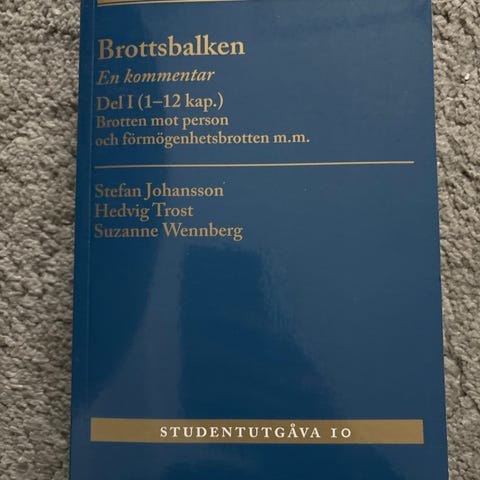 Brottsbalken
En kommentar
Del I (1–12 kap.)
Brotten mot person
och förmögenhetsbrotten m.m.
Stefan Johansson
Hedvig Trost
Suzanne Wennberg
STUDENTUTGÅVA 10